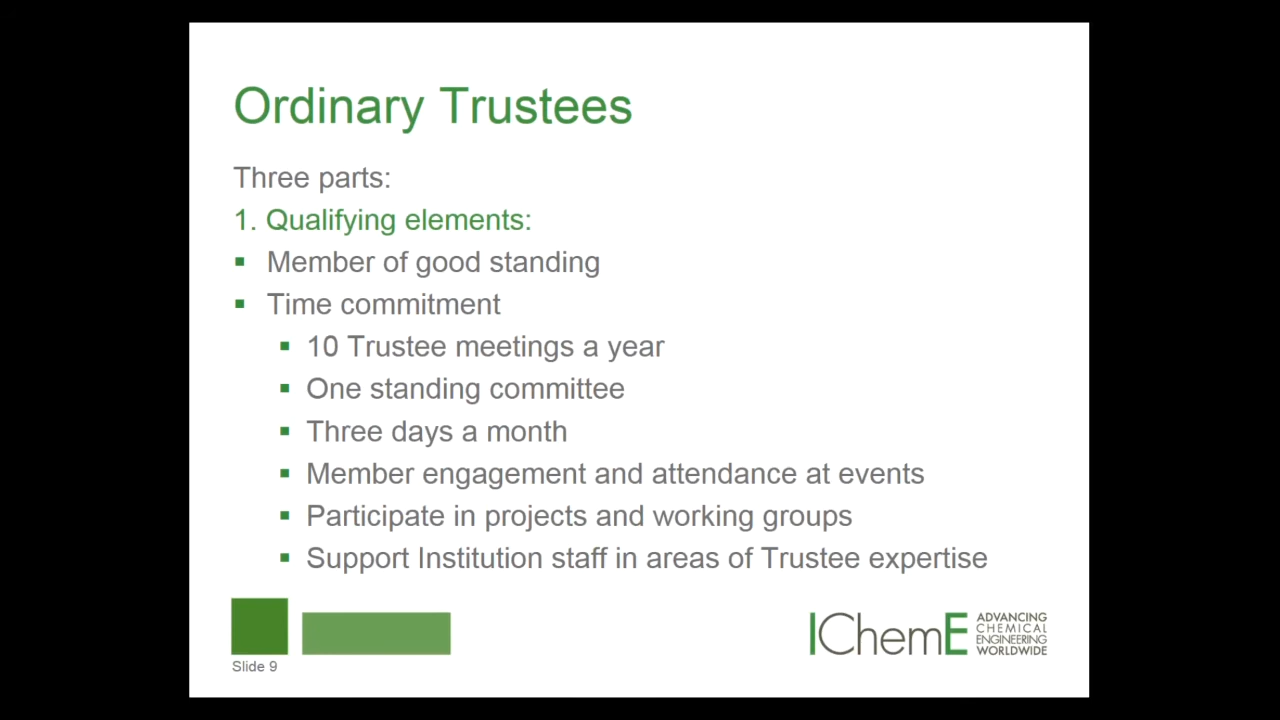 Ordinary Trustees
Three parts:
1. Qualifying elements:
▪ Member of good standing
▪ Time commitment
▪ 10 Trustee meetings a year
▪ One standing committee
▪ Three days a month
▪ Member engagement and attendance at events
▪ Participate in projects and working groups
▪ Support Institution staff in areas of Trustee expertise
IChemE
ADVANCING
CHEMICAL
ENGINEERING
WORLDWIDE
Slide 9